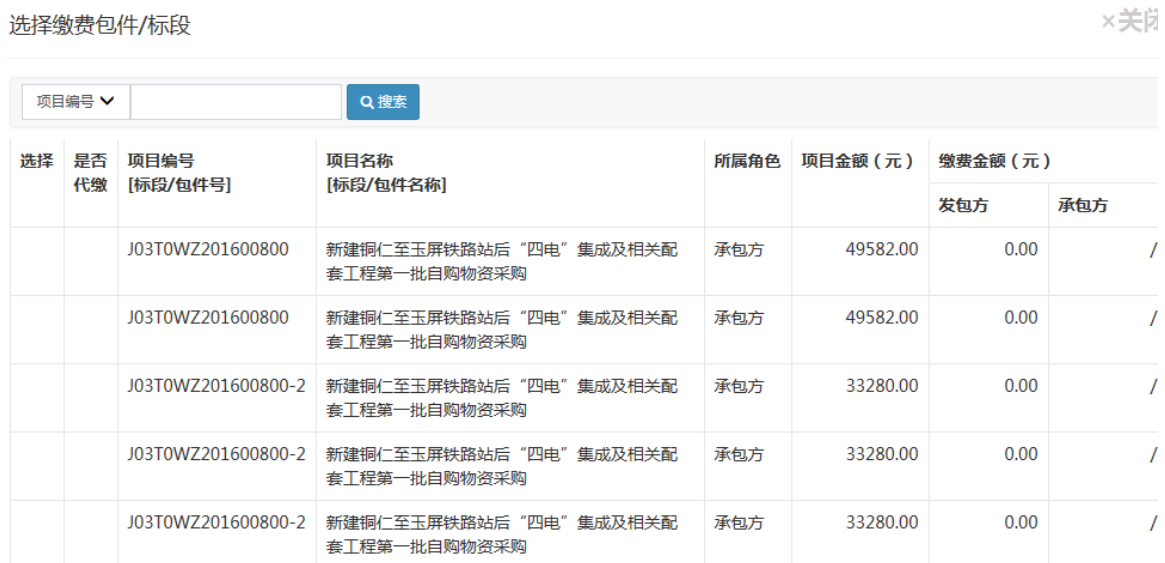 选择缴费包件/标段
×关闭
项目编号
搜索
选择 是否 项目编号 项目名称 所属角色 项目金额（元） 缴费金额（元）
代缴 [标段/包件号] [标段/包件名称]
发包方 承包方
J03T0WZ201600800 新建铜仁至玉屏铁路站后“四电”集成及相关配 承包方 49582.00 0.00 /
套工程第一批自购物资采购
J03T0WZ201600800 新建铜仁至玉屏铁路站后“四电”集成及相关配 承包方 49582.00 0.00 /
套工程第一批自购物资采购
J03T0WZ201600800-2 新建铜仁至玉屏铁路站后“四电”集成及相关配 承包方 33280.00 0.00 /
套工程第一批自购物资采购
J03T0WZ201600800-2 新建铜仁至玉屏铁路站后“四电”集成及相关配 承包方 33280.00 0.00 /
套工程第一批自购物资采购
J03T0WZ201600800-2 新建铜仁至玉屏铁路站后“四电”集成及相关配 承包方 33280.00 0.00 /
套工程第一批自购物资采购